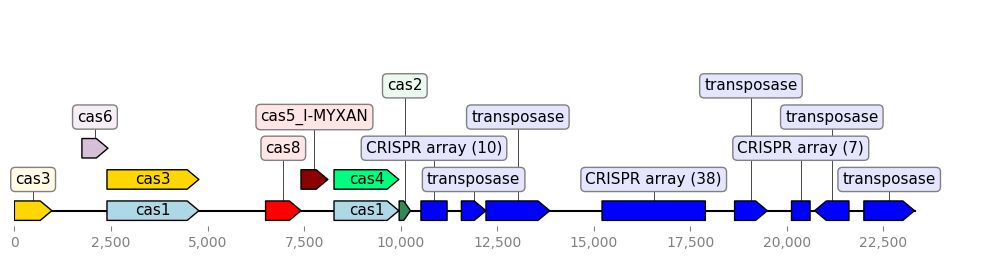 cas2
transposase
cas6
cas5_I-MYXAN
transposase
transposase
cas8
CRISPR array (10)
CRISPR array (7)
cas3
cas3
cas4
transposase
CRISPR array (38)
transposase
cas1
cas1
0
2,500
5,000
7,500
10,000
12,500
15,000
17,500
20,000
22,500